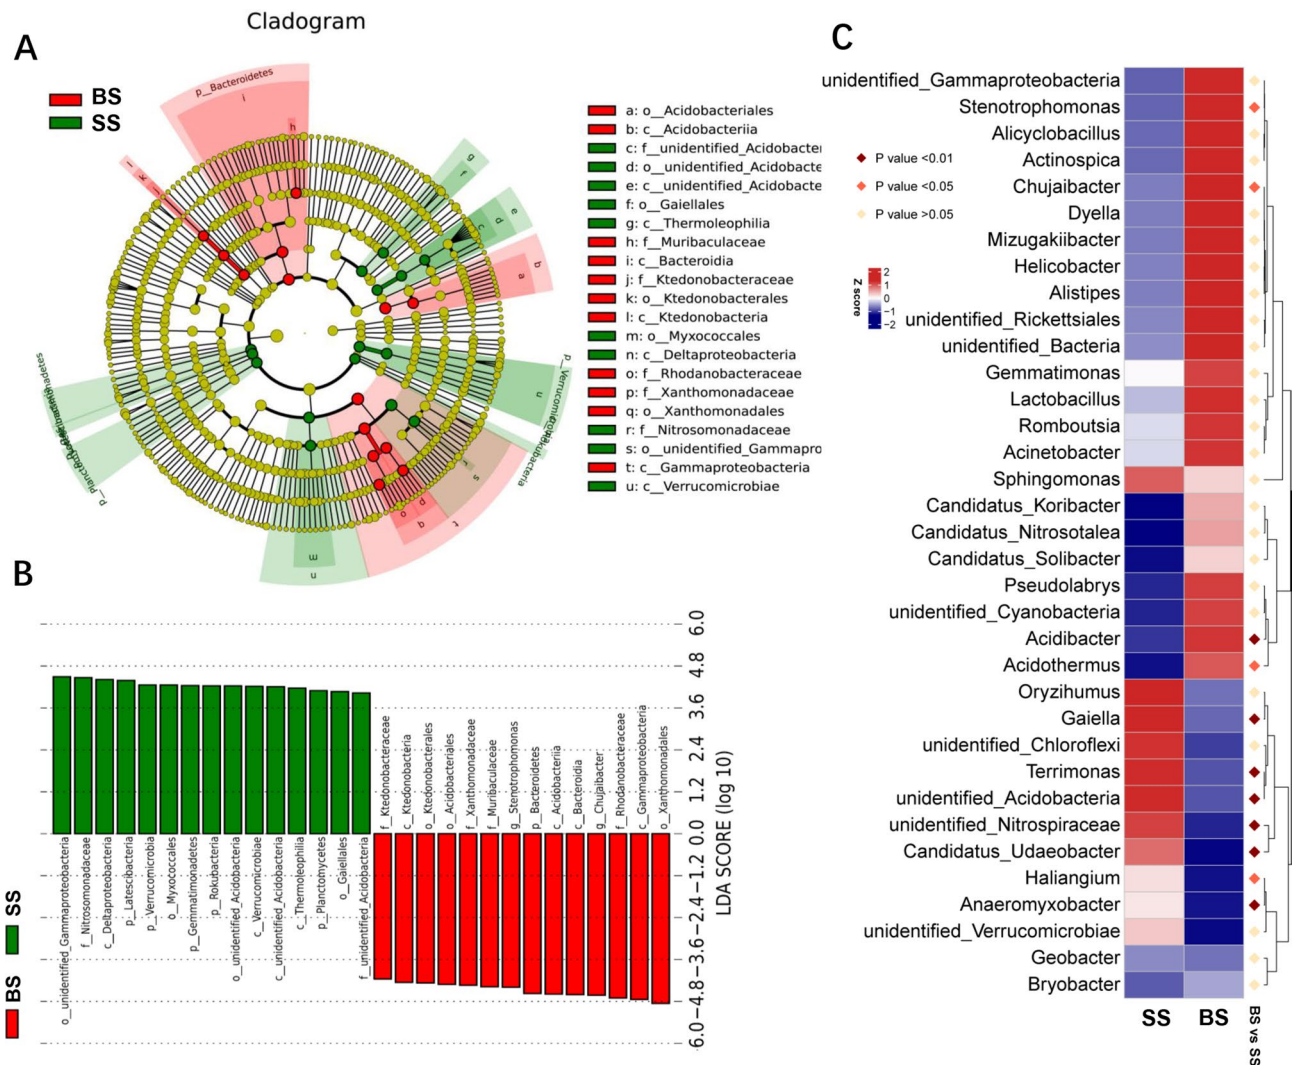 Cladogram
A
BS
SS
p__Bacteroidetes
i
h
l
k
j
g
f
e
d
c
b
a
u
s
r
t
q
p
o
m
n
a: o__Acidobacteriales
b: c__Acidobacteriia
c: f__unidentified_Acidobacter
d: o__unidentified_Acidobacte
e: c__unidentified_Acidobacte
f: o__Gaiellales
g: c__Thermoleophilia
h: f__Muribaculaceae
i: c__Bacteroidia
j: f__Ktedonobacteraceae
k: o__Ktedonobacterales
l: c__Ktedonobacteria
m: o__Myxococcales
n: c__Deltaproteobacteria
o: f__Rhodanobacteraceae
p: f__Xanthomonadaceae
q: o__Xanthomonadales
r: f__Nitrosomonadaceae
s: o__unidentified_Gammapro
t: c__Gammaproteobacteria
u: c__Verrucomicrobiae
B
6.0
4.8
3.6
2.4
1.2
0.0
−1.2
−2.4
−3.6
−4.8
−6.0
LDA SCORE (log 10)
o__unidentified_Gammaproteobacteria
f__Nitrosomonadaceae
c__Deltaproteobacteria
p__Latescibacteria
p__Verrucomicrobia
o__Myxococcales
p__Gemmatimonadetes
p__Rokubacteria
o__unidentified_Acidobacteria
c__Verrucomicrobiae
c__unidentified_Acidobacteria
c__Thermoleophilia
p__Planctomycetes
o__Gaiellales
f__unidentified_Acidobacteria
f__Ktedonobacteraceae
c__Ktedonobacteria
o__Ktedonobacterales
o__Acidobacteriales
f__Xanthomonadaceae
f__Muribaculaceae
g__Stenotrophomonas
p__Bacteroidetes
c__Acidobacteriia
c__Bacteroidia
g__Chujaibacter
f__Rhodanobacteraceae
c__Gammaproteobacteria
o__Xanthomonadales
SS
BS
C
P value <0.01
P value <0.05
P value >0.05
Z score
2
1
0
−1
−2
unidentified_Gammaproteobacteria
Stenotrophomonas
Alicyclobacillus
Actinospica
Chujaibacter
Dyella
Mizugakiibacter
Helicobacter
Alistipes
unidentified_Rickettsiales
unidentified_Bacteria
Gemmatimonas
Lactobacillus
Romboutsia
Acinetobacter
Sphingomonas
Candidatus_Koribacter
Candidatus_Nitrosotalea
Candidatus_Solibacter
Pseudolabrys
unidentified_Cyanobacteria
Acidibacter
Acidothermus
Oryzihumus
Gaiella
unidentified_Chloroflexi
Terrimonas
unidentified_Acidobacteria
unidentified_Nitrospiraceae
Candidatus_Udaeobacter
Haliangium
Anaeromyxobacter
unidentified_Verrucomicrobiae
Geobacter
Bryobacter
SS
BS
BS vs SS